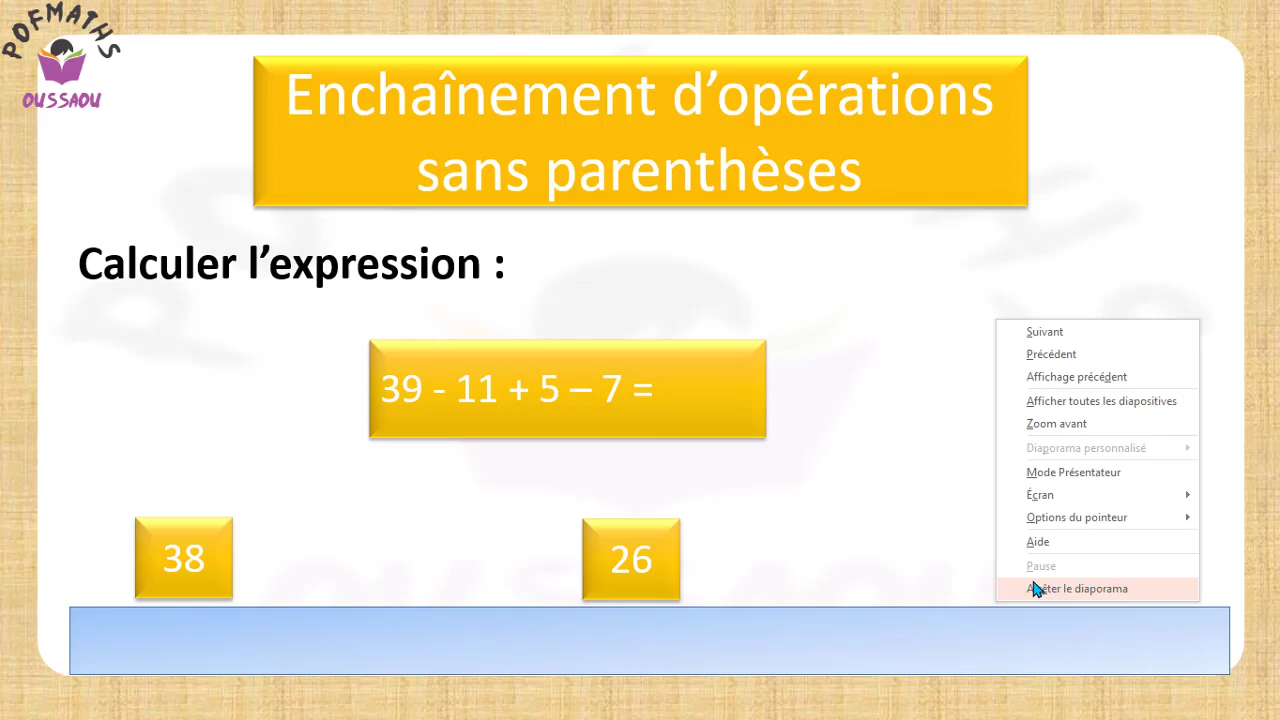 POFMATHS
OUSSAOU
Enchaînement d’opérations
sans parenthèses
Calculer l’expression :
39 - 11 + 5 – 7 =
38
26
Suivant
Précédent
Affichage précédent
Afficher toutes les diapositives
Zoom avant
Diaporama personnalisé
Mode Présentateur
Écran
Options du pointeur
Aide
Pause
Arrêter le diaporama